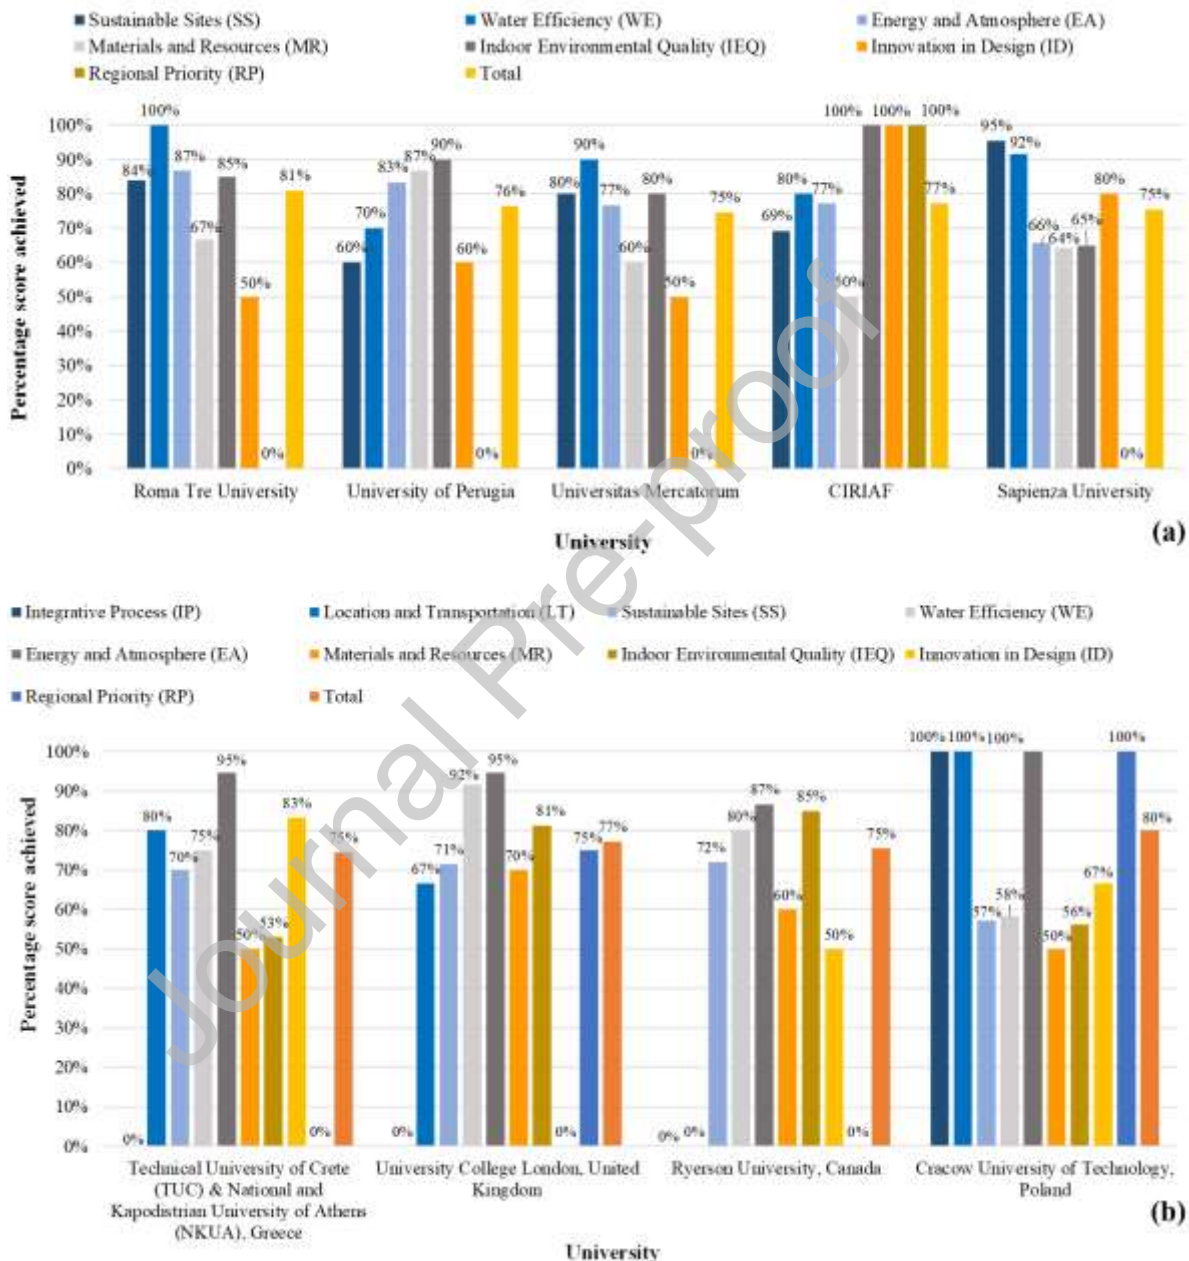 Sustainable Sites (SS) Water Efficiency (WE) Energy and Atmosphere (EA)
Materials and Resources (MR) Indoor Environmental Quality (IEQ) Innovation in Design (ID)
Regional Priority (RP) Total
Percentage score achieved
100%
90%
80%
70%
60%
50%
40%
30%
20%
10%
0%
84% 100% 87% 67% 85% 50% 0% 81%
60% 70% 83% 87% 90% 60% 0% 76%
80% 90% 77% 60% 80% 50% 0% 75%
69% 80% 77% 50% 100% 100% 100% 77%
95% 92% 66% 64% 65% 80% 0% 75%
Roma Tre University University of Perugia Universitas Mercatorum CIRIAF Sapienza University
University
(a)
Integrative Process (IP) Location and Transportation (LT) Sustainable Sites (SS) Water Efficiency (WE)
Energy and Atmosphere (EA) Materials and Resources (MR) Indoor Environmental Quality (IEQ) Innovation in Design (ID)
Regional Priority (RP) Total
Percentage score achieved
100%
90%
80%
70%
60%
50%
40%
30%
20%
10%
0%
0% 80% 70% 75% 95% 50% 53% 83% 0% 75%
0% 67% 71% 92% 95% 70% 81% 0% 75% 77%
0% 0% 72% 80% 87% 60% 85% 50% 0% 75%
100% 100% 57% 58% 100% 50% 56% 67% 100% 80%
Technical University of Crete
(TUC) & National and
Kapodistrian University of Athens
(NKUA), Greece
University College London, United
Kingdom
Ryerson University, Canada
Cracow University of Technology,
Poland
University
(b)
Journal Pre-proof